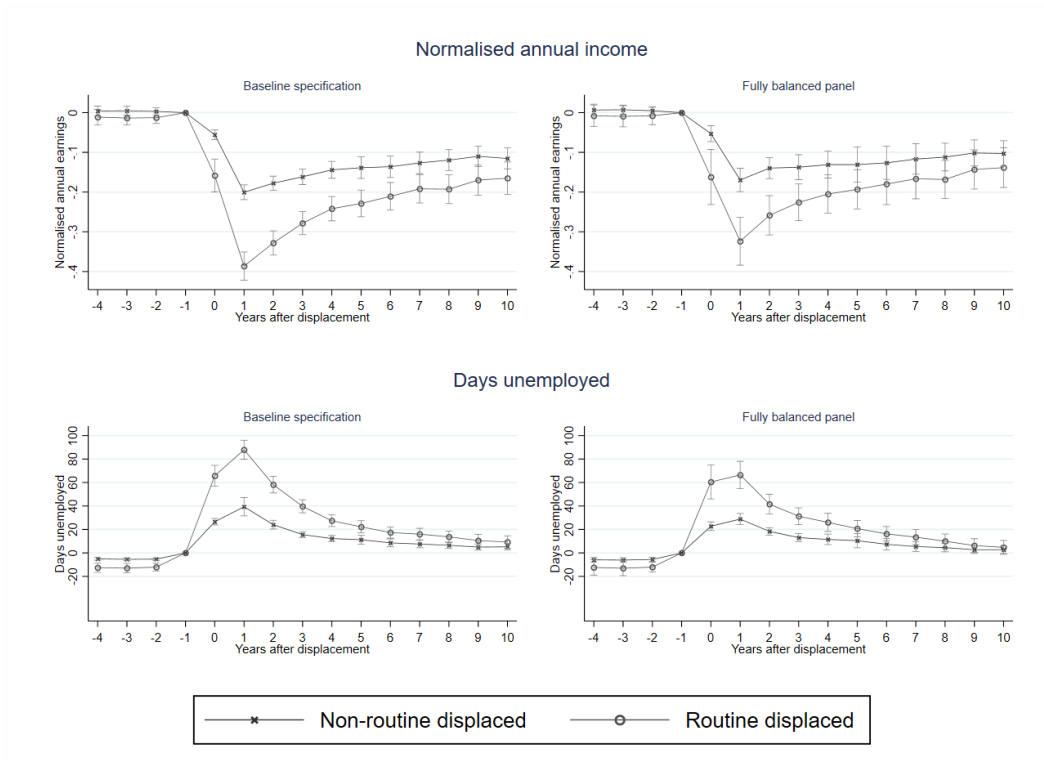 Normalised annual income
Baseline specification
Fully balanced panel
Normalised annual earnings
0
-.1
-.2
-.3
-.4
-4 -3 -2 -1 0 1 2 3 4 5 6 7 8 9 10
Years after displacement
Normalised annual earnings
0
-.1
-.2
-.3
-.4
-4 -3 -2 -1 0 1 2 3 4 5 6 7 8 9 10
Years after displacement
Days unemployed
Baseline specification
Fully balanced panel
Days unemployed
100
80
60
40
20
0
-20
-4 -3 -2 -1 0 1 2 3 4 5 6 7 8 9 10
Years after displacement
Days unemployed
100
80
60
40
20
0
-20
-4 -3 -2 -1 0 1 2 3 4 5 6 7 8 9 10
Years after displacement
Non-routine displaced
Routine displaced